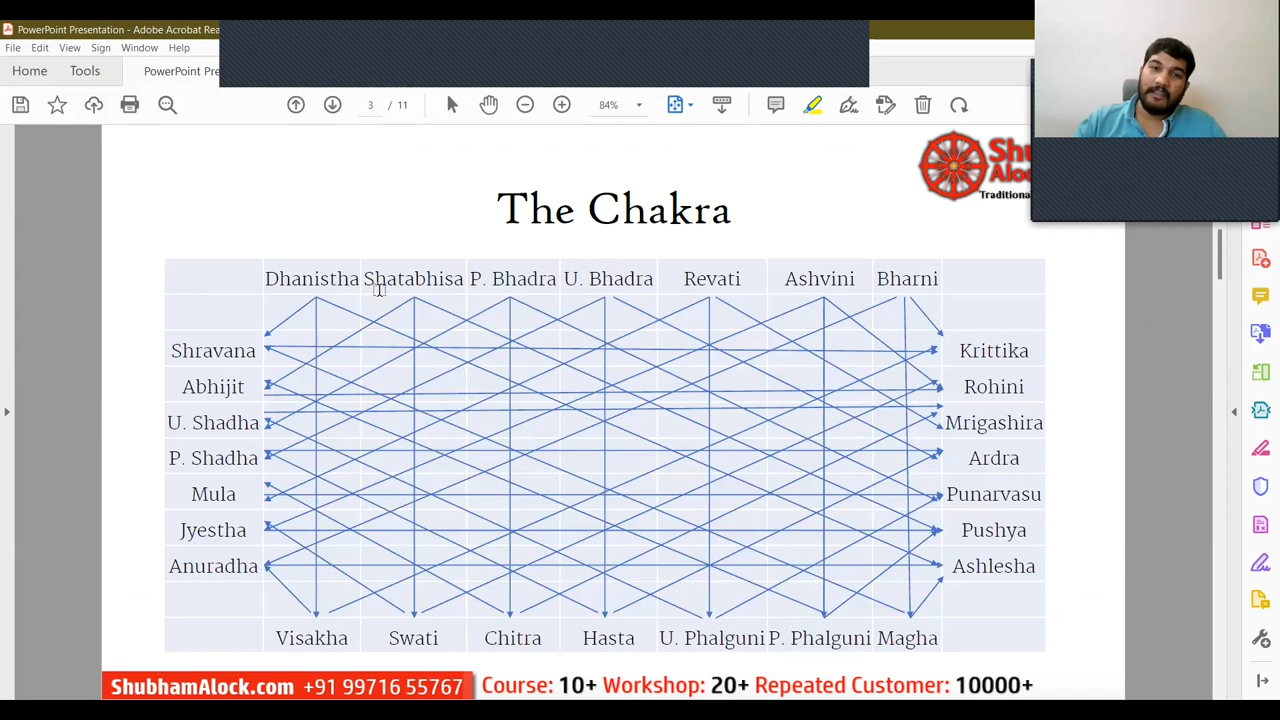 PowerPoint Presentation - Adobe Acrobat Rea
File Edit View Sign Window Help
Home Tools PowerPoint Pre
3 / 11 84%
Shu
Alo
Traditional
The Chakra
Dhanistha Shatabhisa P. Bhadra U. Bhadra Revati Ashvini Bharni
Shravana Krittika
Abhijit Rohini
U. Shadha Mrigashira
P. Shadha Ardra
Mula Punarvasu
Jyestha Pushya
Anuradha Ashlesha
Visakha Swati Chitra Hasta U. Phalguni P. Phalguni Magha
ShubhamAlock.com +91 99716 55767 Course: 10+ Workshop: 20+ Repeated Customer: 10000+